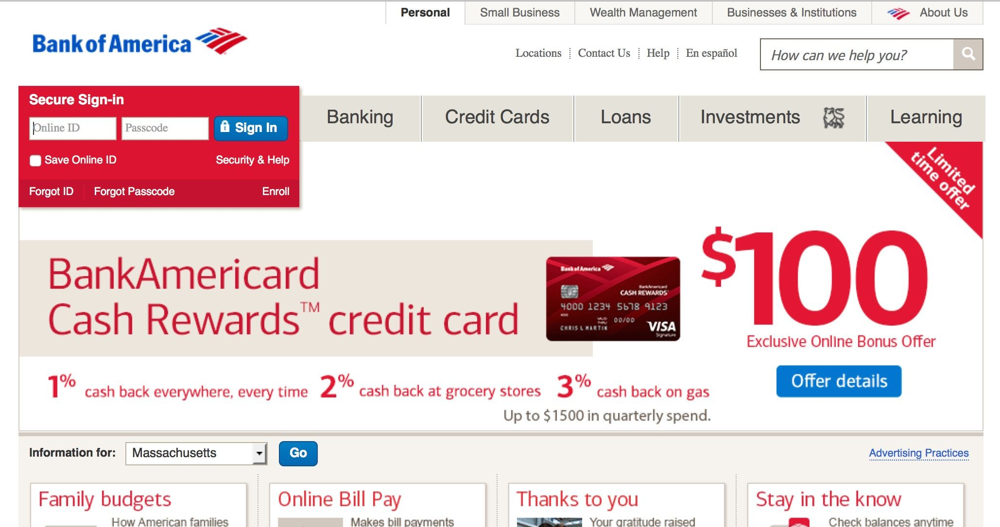 Personal
Small Business
Wealth Management
Businesses & Institutions
About Us
Bank of America
Locations
Contact Us
Help
En español
How can we help you?
Secure Sign-in
Online ID
Passcode
Sign In
Save Online ID
Security & Help
Forgot ID
Forgot Passcode
Enroll
Banking
Credit Cards
Loans
Investments
Learning
Limited
time offer
BankAmericard
Cash Rewards™ credit card
Bank of America
BankAmericard
CASH REWARDS
4000 1234 5678 9123
4000
VALID
THRU
00/00
CHRIS L MARTIN
VISA
Signature
$100
Exclusive Online Bonus Offer
Offer details
1% cash back everywhere, every time
2% cash back at grocery stores
3% cash back on gas
Up to $1500 in quarterly spend.
Information for:
Massachusetts
Go
Advertising Practices
Family budgets
How American families
Online Bill Pay
Makes bill payments
Thanks to you
Your gratitude raised
Stay in the know
Check balances anytime